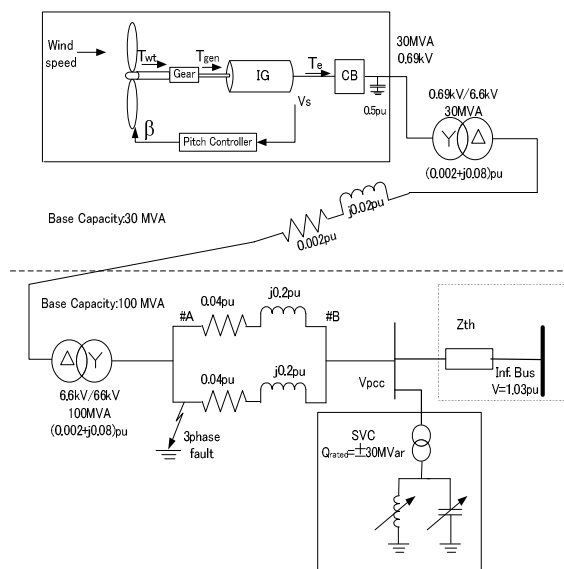 Wind
speed
Twt
Gear
Tgen
IG
Te
CB
30MVA
0.69kV
0.5pu
Vs
β
Pitch Controller
0.69kV/6.6kV
30MVA
Y Δ
(0.002+j0.08)pu
j0.02pu
0.002pu
Base Capacity:30 MVA
Base Capacity:100 MVA
Δ Y
6.6kV/66kV
100MVA
(0.002+j0.08)pu
#A
0.04pu
j0.2pu
#B
0.04pu
j0.2pu
3phase
fault
Vpcc
Zth
Inf. Bus
V=1.03pu
SVC
Qrated=±30MVar